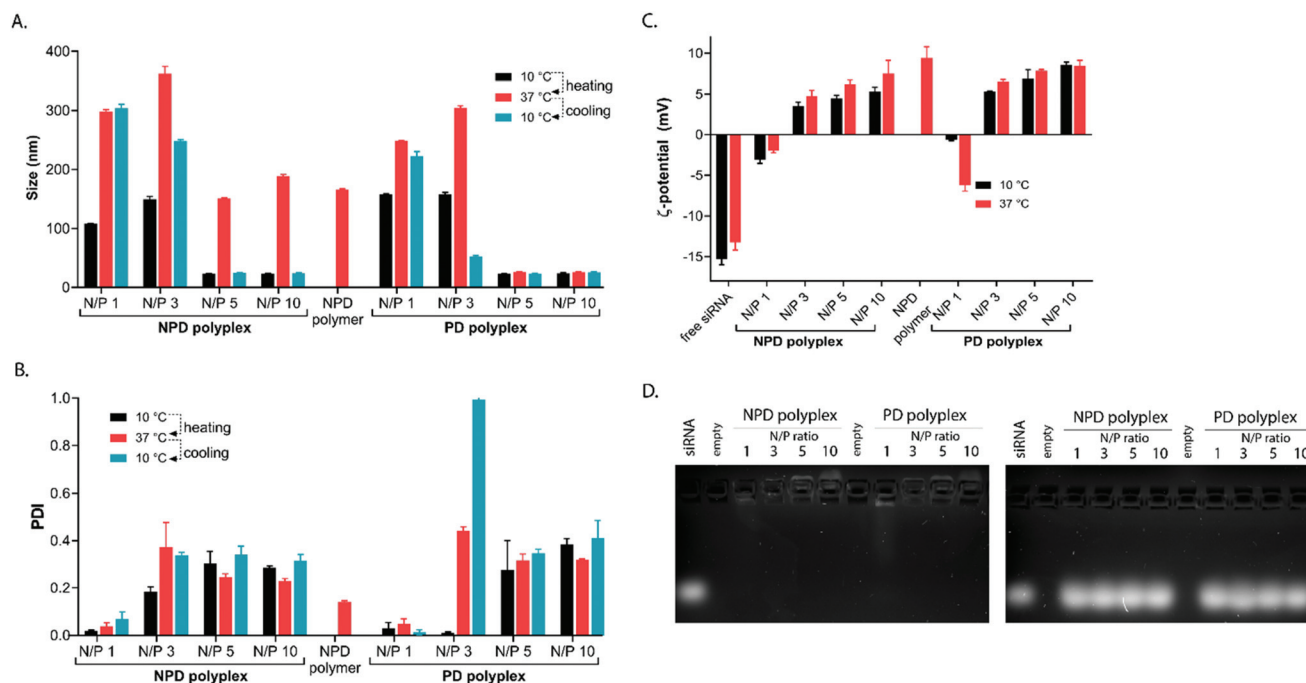 A.
400
300
200
100
0
Size (nm)
10 °C
37 °C
10 °C
heating
cooling
N/P 1 N/P 3 N/P 5 N/P 10 NPD polymer N/P 1 N/P 3 N/P 5 N/P 10
NPD polyplex PD polyplex
B.
1.0
0.8
0.6
0.4
0.2
0.0
PDI
10 °C
37 °C
10 °C
heating
cooling
N/P 1 N/P 3 N/P 5 N/P 10 NPD polymer N/P 1 N/P 3 N/P 5 N/P 10
NPD polyplex PD polyplex
C.
10
5
0
-5
-10
-15
ζ-potential (mV)
10 °C
37 °C
free siRNA N/P 1 N/P 3 N/P 5 N/P 10 NPD polymer N/P 1 N/P 3 N/P 5 N/P 10
NPD polyplex PD polyplex
D.
siRNA empty NPD polyplex empty PD polyplex
N/P ratio N/P ratio
1 3 5 10 1 3 5 10
siRNA empty NPD polyplex empty PD polyplex
N/P ratio N/P ratio
1 3 5 10 1 3 5 10